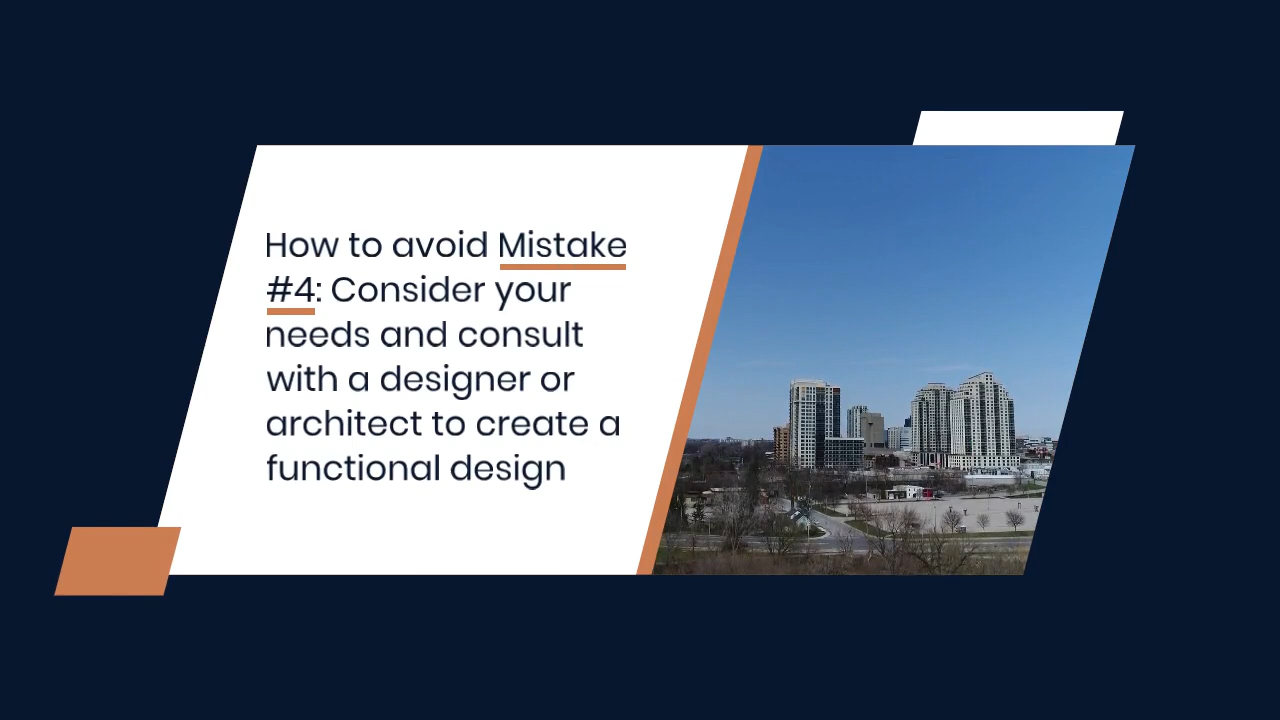 How to avoid Mistake
#4: Consider your
needs and consult
with a designer or
architect to create a
functional design